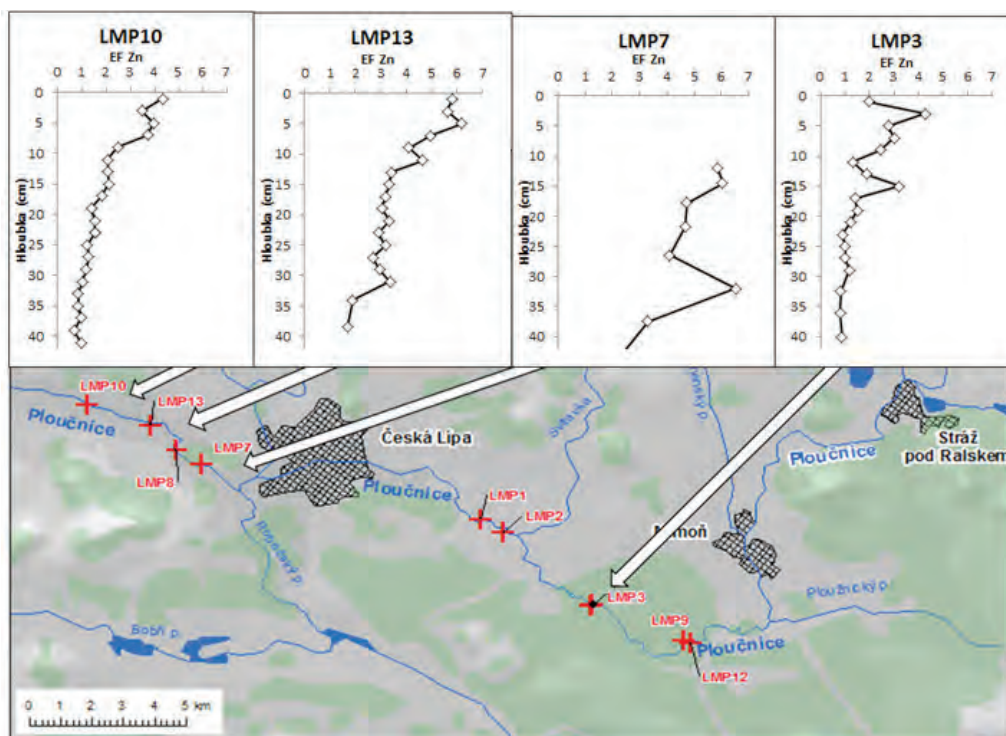 LMP10
EF Zn
0 1 2 3 4 5 6 7
Hloubka (cm)
0
5
10
15
20
25
30
35
40
LMP13
EF Zn
0 1 2 3 4 5 6 7
Hloubka (cm)
0
5
10
15
20
25
30
35
40
LMP7
EF Zn
0 1 2 3 4 5 6 7
Hloubka (cm)
0
5
10
15
20
25
30
35
40
LMP3
EF Zn
0 1 2 3 4 5 6 7
Hloubka (cm)
0
5
10
15
20
25
30
35
40
LMP10
LMP13
Ploučnice
LMP7
LMP8
Česká Lípa
Ploučnice
LMP1
LMP2
Ploučnice
Stráž
pod Ralskem
LMP3
Ploužnický p.
LMP9
Ploučnice
LMP12
Bobří p.
0 1 2 3 4 5 km